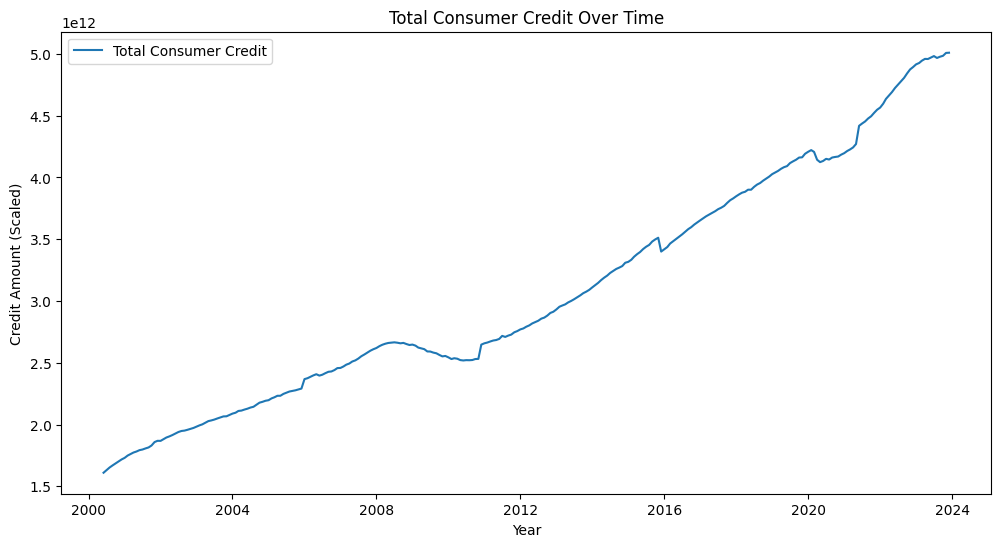 Total Consumer Credit Over Time
1e12
Total Consumer Credit
5.0
4.5
4.0
3.5
3.0
2.5
2.0
1.5
Credit Amount (Scaled)
2000 2004 2008 2012 2016 2020 2024
Year